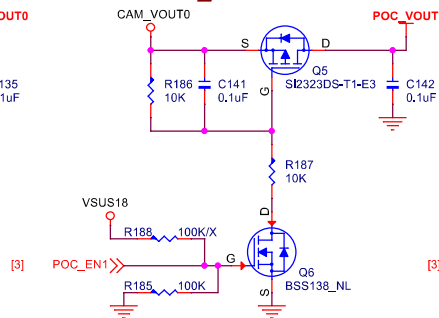 OUT0
CAM_VOUT0
POC_VOUT
S
D
135
R186
C141
Q5
C142
1uF
10K
0.1uF
G
SI2323DS-T1-E3
0.1uF
R187
10K
VSUS18
D
R188
100K/X
[3]
POC_EN1
G
Q6
[3]
R185
100K
S
BSS138_NL